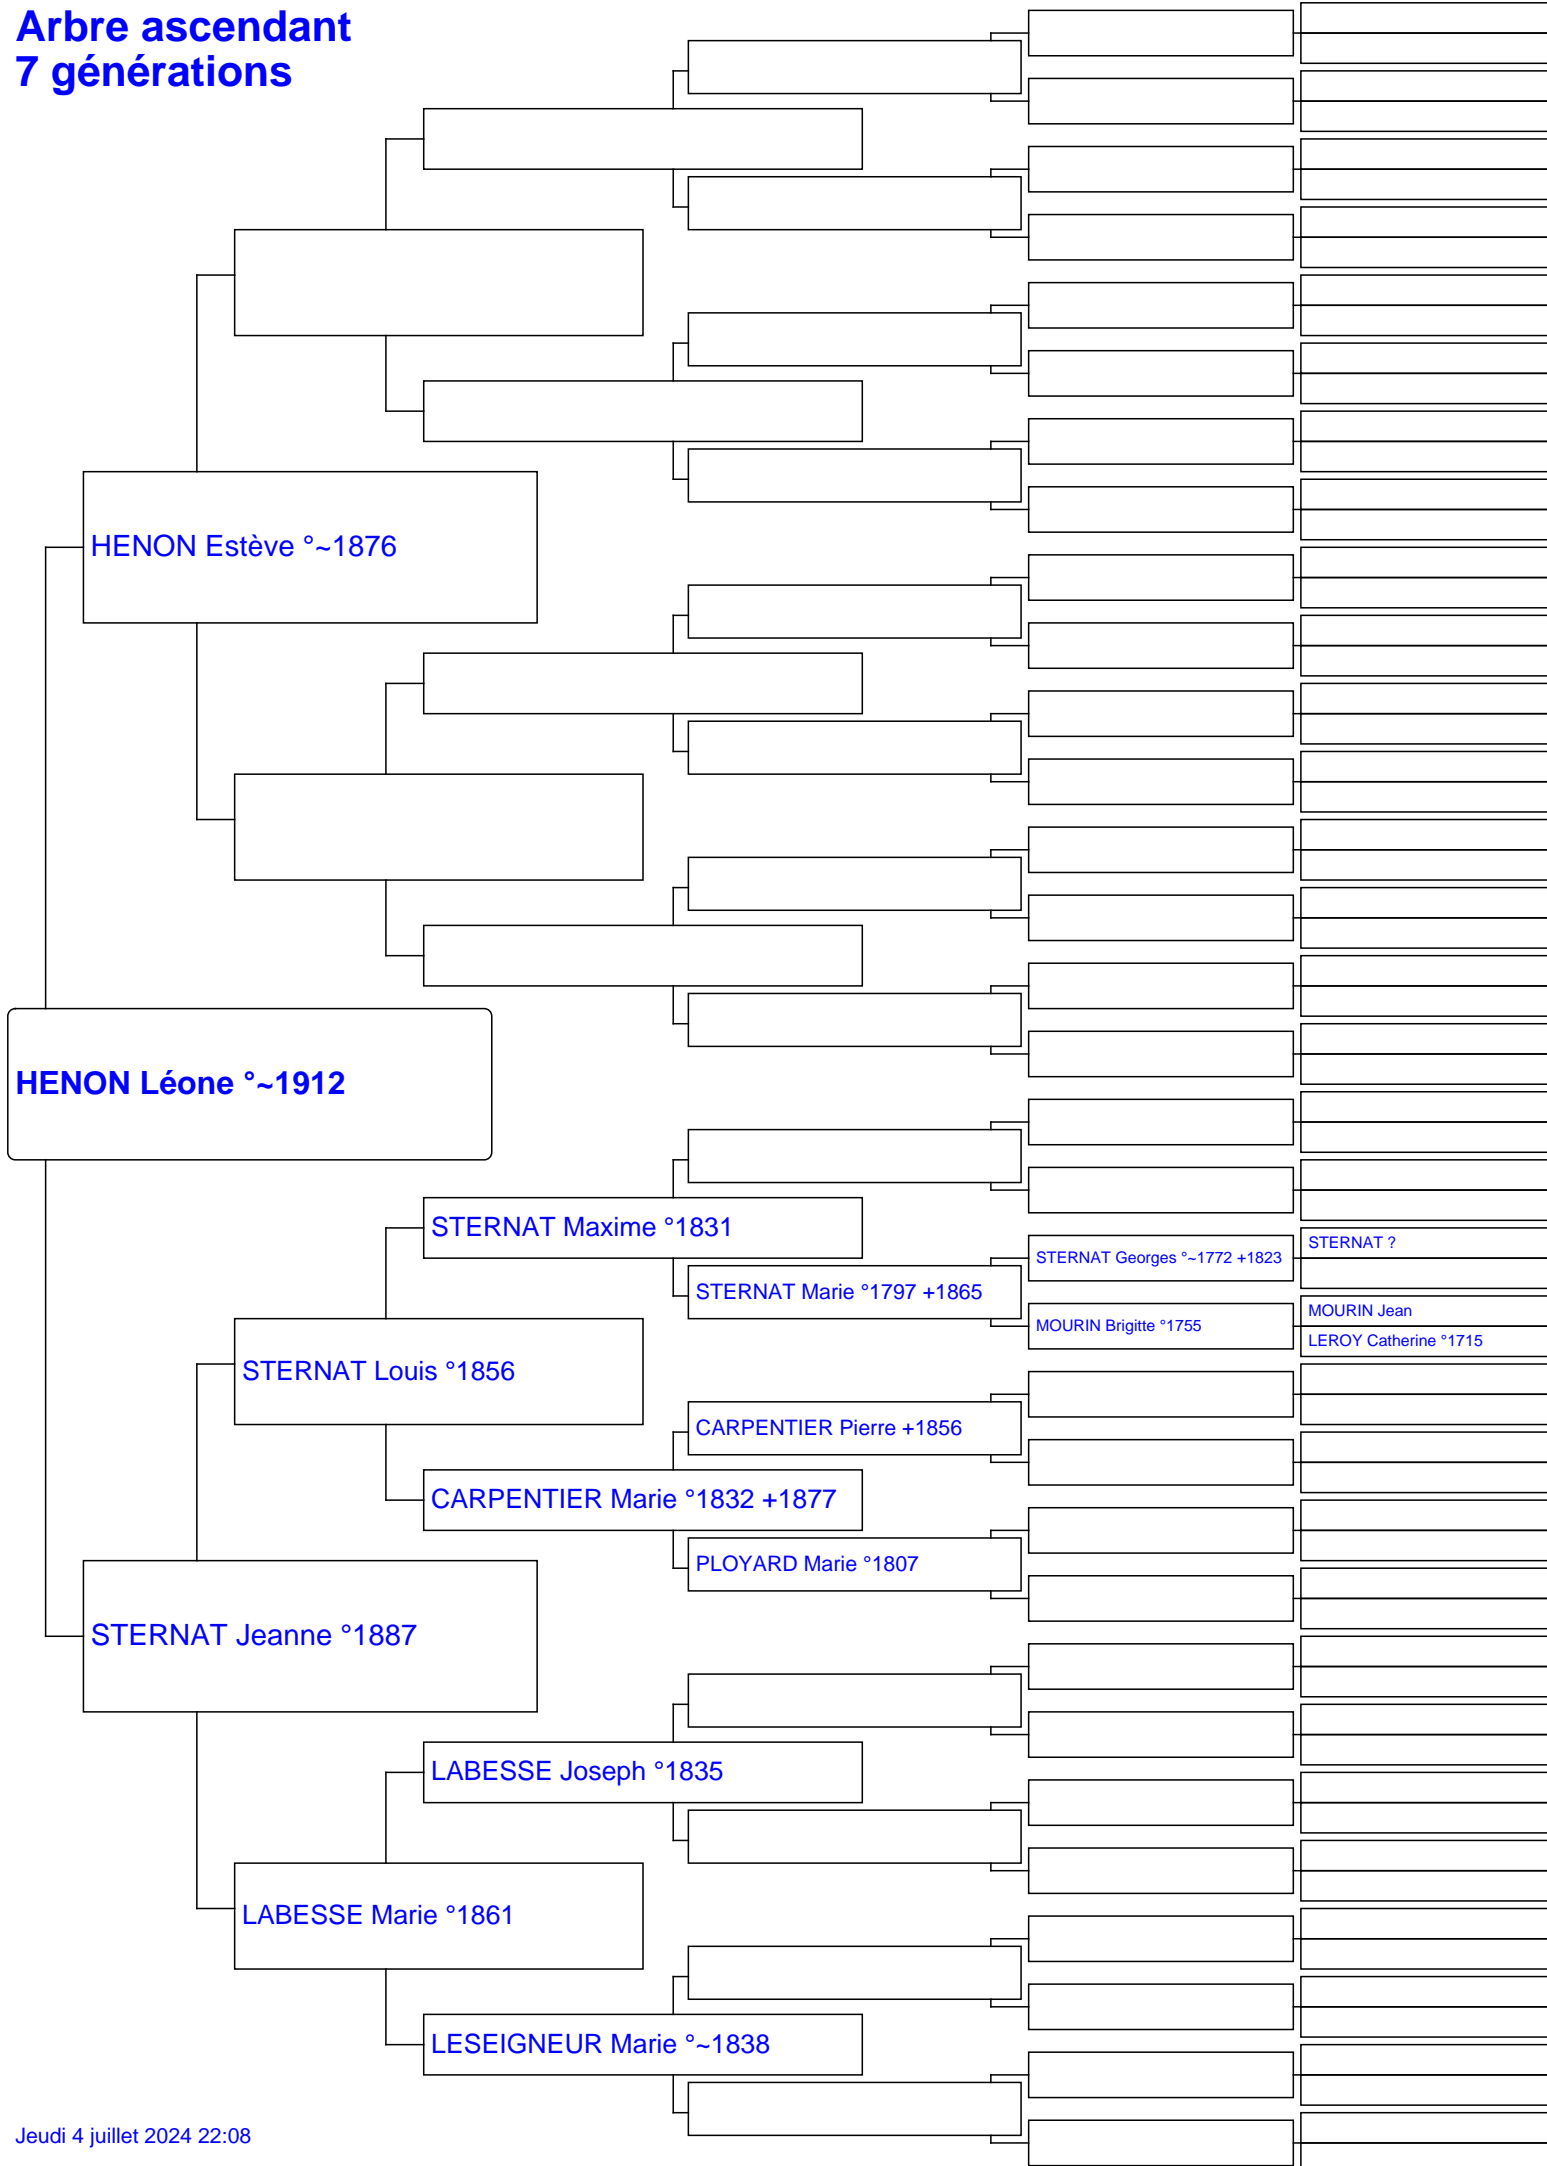 Arbre ascendant
7 générations
HENON Estève °~1876
HENON Léone °~1912
STERNAT Maxime °1831
STERNAT Georges °~1772 +1823
STERNAT ?
STERNAT Marie °1797 +1865
MOURIN Brigitte °1755
MOURIN Jean
LEROY Catherine °1715
STERNAT Louis °1856
CARPENTIER Pierre +1856
CARPENTIER Marie °1832 +1877
PLOYARD Marie °1807
STERNAT Jeanne °1887
LABESSE Joseph °1835
LABESSE Marie °1861
LESEIGNEUR Marie °~1838
Jeudi 4 juillet 2024 22:08